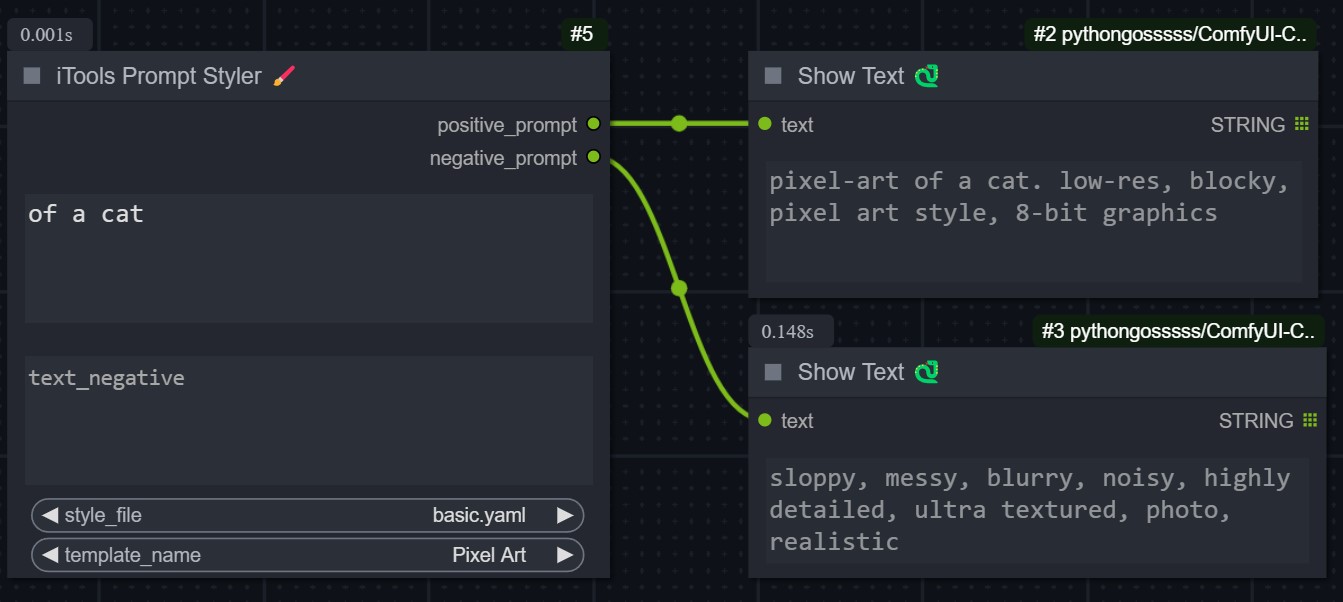 0.001s
#5
iTools Prompt Styler
positive_prompt
negative_prompt
of a cat
text_negative
style_file basic.yaml
template_name Pixel Art
#2 pythongosssss/ComfyUI-C..
Show Text
text STRING
pixel-art of a cat. low-res, blocky,
pixel art style, 8-bit graphics
0.148s
#3 pythongosssss/ComfyUI-C..
Show Text
text STRING
sloppy, messy, blurry, noisy, highly
detailed, ultra textured, photo,
realistic